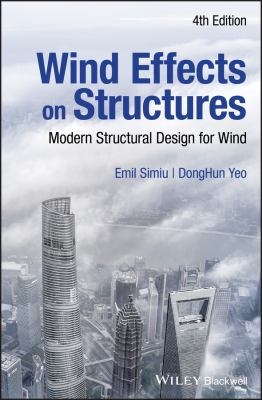 4th Edition
Wind Effects
on Structures
Modern Structural Design for Wind
Emil Simiu | DongHun Yeo
WILEY Blackwell